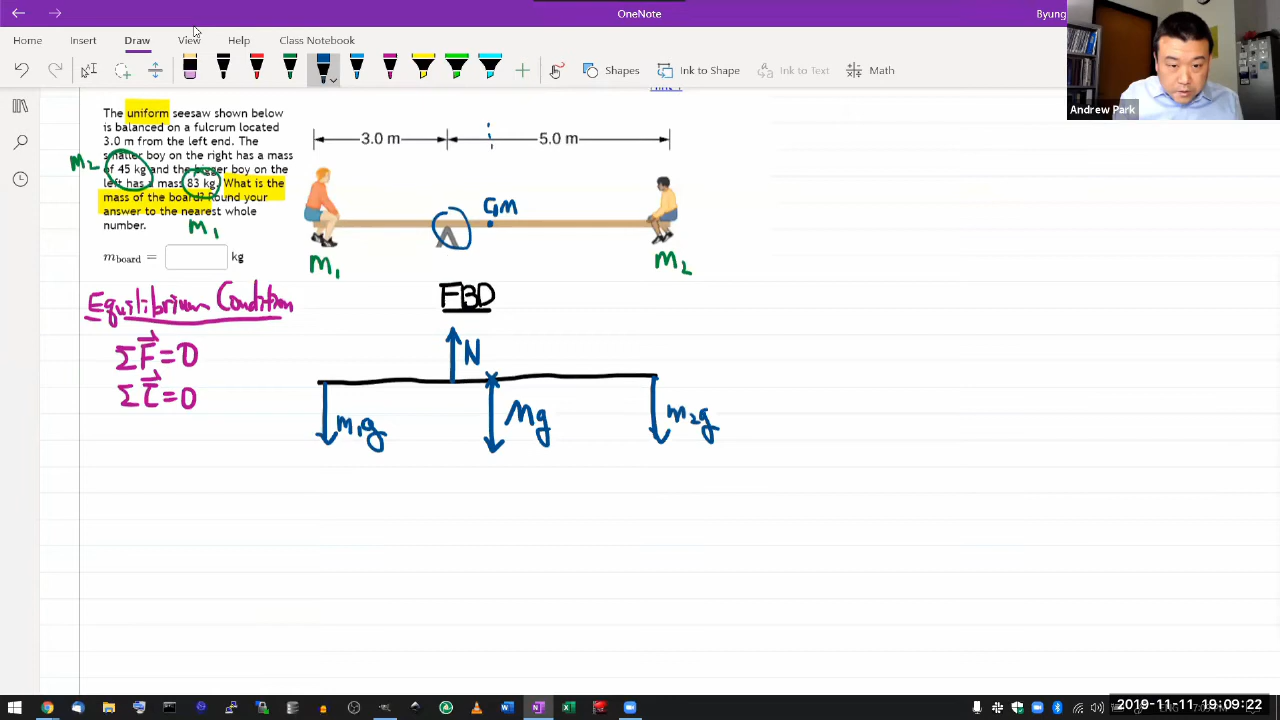 OneNote
Byung
Home Insert Draw View Help Class Notebook
Shapes Ink to Shape Ink to Text Math
Andrew Park
The uniform seesaw shown below
is balanced on a fulcrum located
3.0 m from the left end. The
smaller boy on the right has a mass
of 45 kg and the bigger boy on the
left has a mass 83 kg. What is the
mass of the board? Round your
answer to the nearest whole
number.
M2
M1
m board = kg
3.0 m 5.0 m
CM
M1 M2
FBD
Equilibrium Condition
ΣF⃗=0
Στ⃗=0
N
m1g Mg m2g
2019-11-11 19:09:22